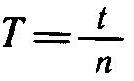 T = t/n